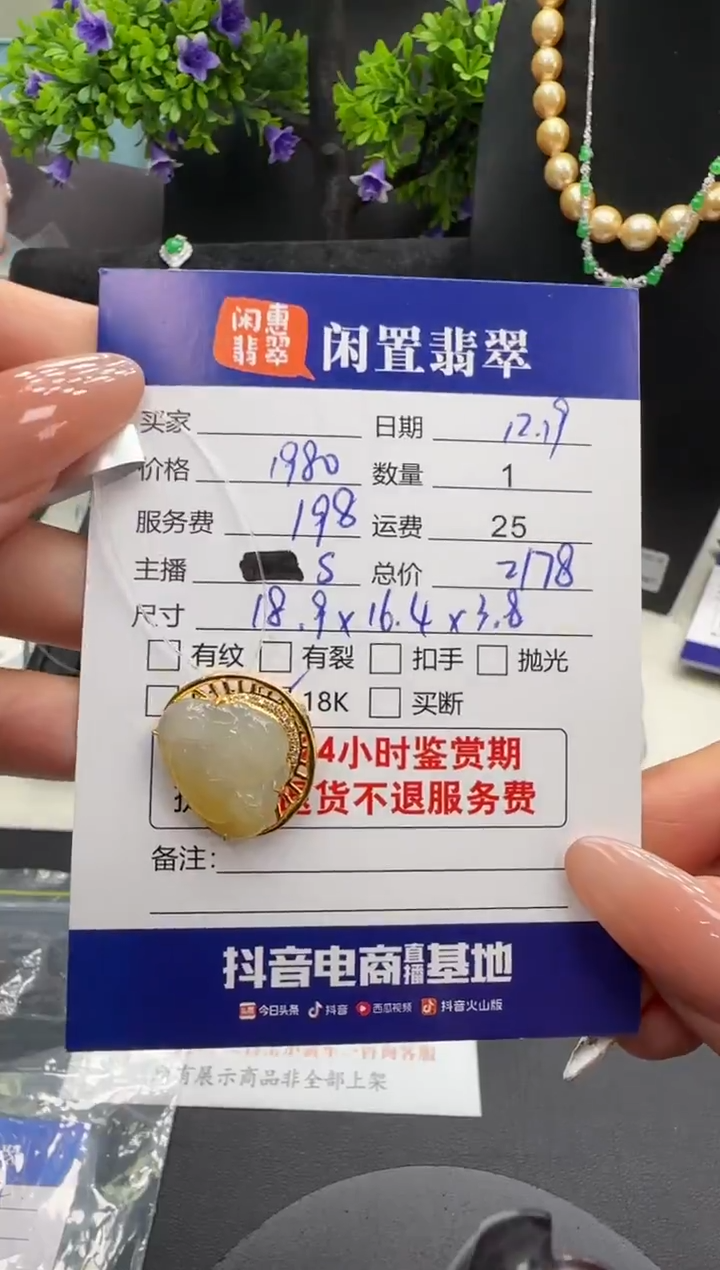 闲惠
翡翠
闲置翡翠
买家 日期 12.19
价格 1980 数量 1
服务费 198 运费 25
主播 S 总价 2178
尺寸 18.9 x 16.4 x 3.8
有纹 有裂 扣手 抛光
18K 买断
4小时鉴赏期
货不退服务费
备注:
抖音电商直播基地
今日头条 抖音 西瓜视频 抖音火山版
有展示商品非全部上架